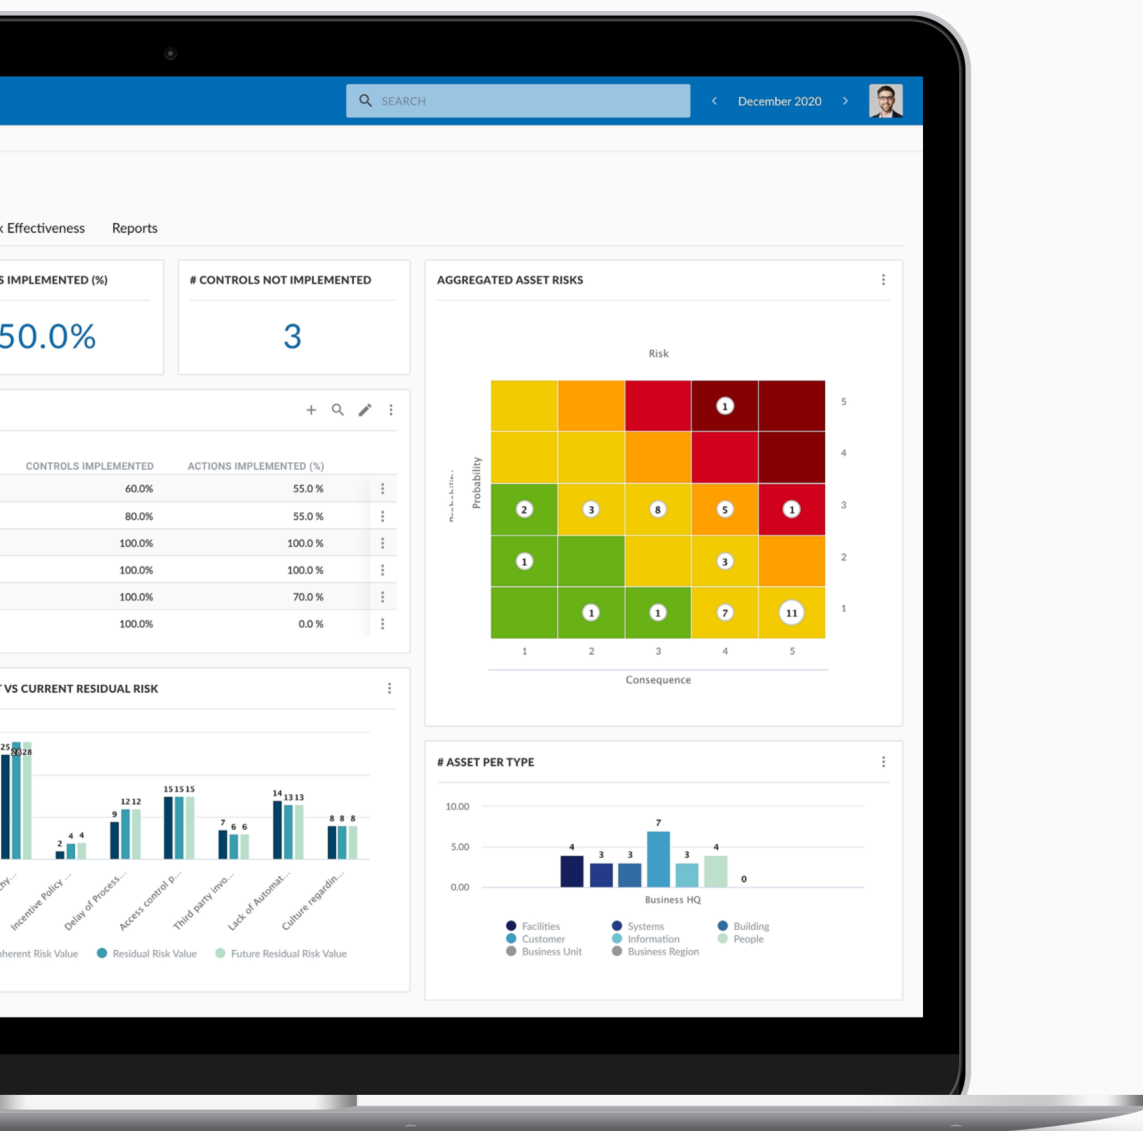 SEARCH
December 2020
Effectiveness Reports
IMPLEMENTED (%)
50.0%
# CONTROLS NOT IMPLEMENTED
3
CONTROLS IMPLEMENTED ACTIONS IMPLEMENTED (%)
60.0% 55.0 %
80.0% 55.0 %
100.0% 100.0 %
100.0% 100.0 %
100.0% 70.0 %
100.0% 0.0 %
AGGREGATED ASSET RISKS
Risk
Probability
1 5
4
2 3 8 5 1 3
1 3 2
1 1 7 11 1
1 2 3 4 5
Consequence
VS CURRENT RESIDUAL RISK
25 28
2 4 4
9 12 12
15 15 15
7 6 6
14 13 13
8 8 8
Incentive Policy ...
Delay of Process...
Access control p...
Third party invo...
Lack of Automat...
Culture regardin...
Risk Value Residual Risk Value Future Residual Risk Value
# ASSET PER TYPE
10.00
5.00
0.00
4 3 3 7 3 4 0
Business HQ
Facilities Systems Building
Customer Information People
Business Unit Business Region